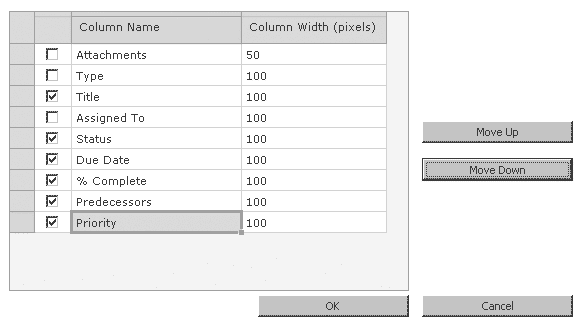 Column Name Column Width (pixels)
Attachments 50
Type 100
Title 100
Assigned To 100
Status 100
Due Date 100
% Complete 100
Predecessors 100
Priority 100
Move Up
Move Down
OK Cancel